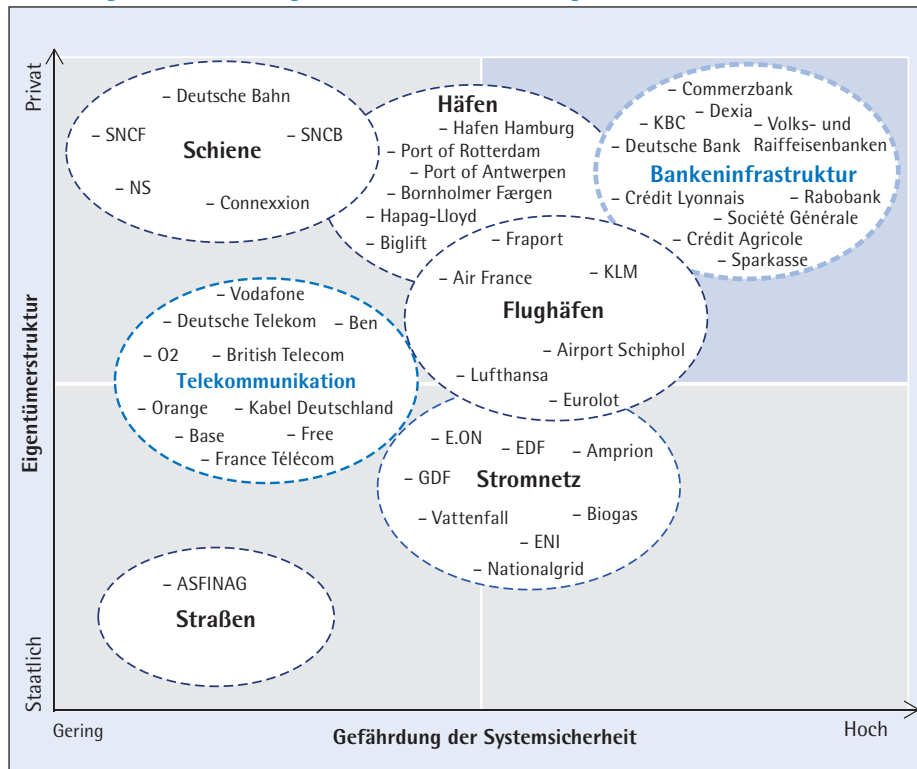 Privat
Eigentümerstruktur
Staatlich
– Deutsche Bahn
– SNCF
– SNCB
Schiene
– NS
– Connexxion
Häfen
– Hafen Hamburg
– Port of Rotterdam
– Port of Antwerpen
– Bornholmer Færgen
– Hapag-Lloyd
– Biglift
– Commerzbank
– Dexia
– KBC
– Volks- und
Raiffeisenbanken
– Deutsche Bank
Bankeninfrastruktur
– Crédit Lyonnais
– Rabobank
– Société Générale
– Crédit Agricole
– Sparkasse
– Fraport
– Air France
– KLM
Flughäfen
– Airport Schiphol
– Lufthansa
– Eurolot
– Vodafone
– Deutsche Telekom
– Ben
– O2
– British Telecom
Telekommunikation
– Orange
– Kabel Deutschland
– Base
– Free
– France Télécom
– E.ON
– EDF
– Amprion
– GDF
Stromnetz
– Vattenfall
– Biogas
– ENI
– Nationalgrid
– ASFINAG
Straßen
Gering
Gefährdung der Systemsicherheit
Hoch